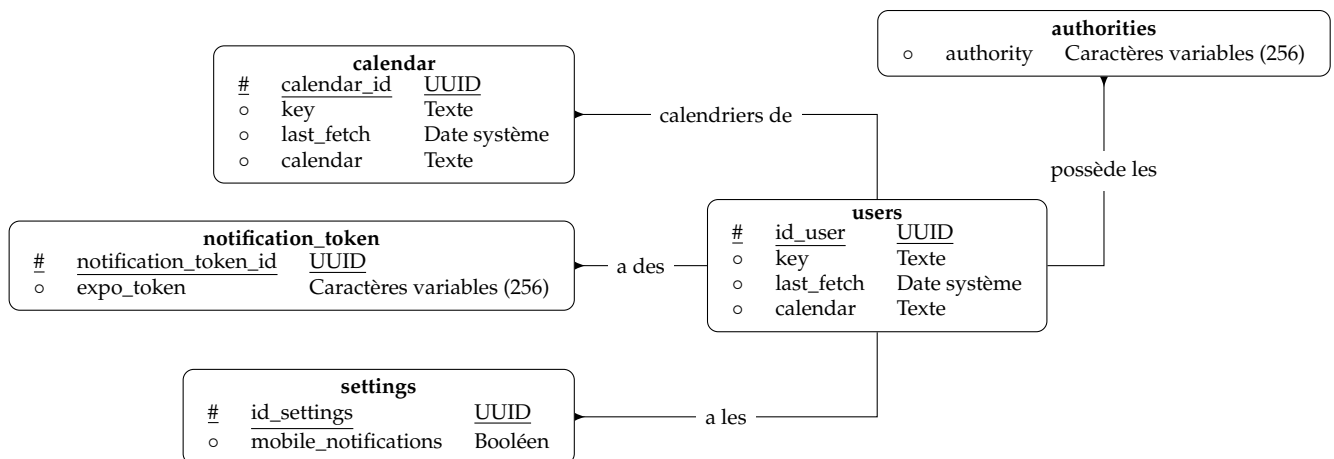 authorities
○ authority Caractères variables (256)
calendar
# calendar_id UUID
○ key Texte
○ last_fetch Date système
○ calendar Texte
calendriers de
possède les
users
# id_user UUID
○ key Texte
○ last_fetch Date système
○ calendar Texte
notification_token
# notification_token_id UUID
○ expo_token Caractères variables (256)
a des
settings
# id_settings UUID
○ mobile_notifications Booléen
a les